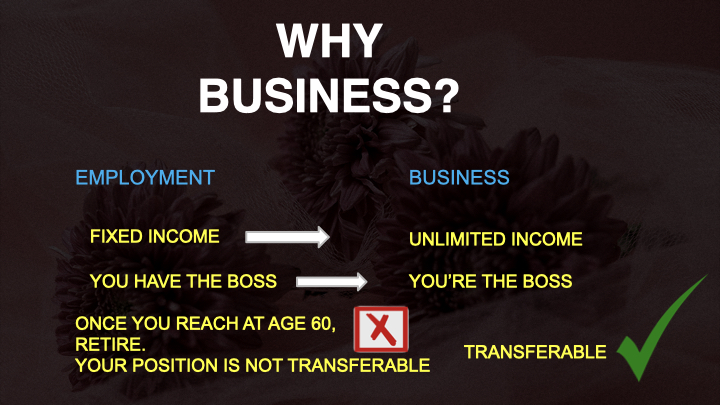 WHY
BUSINESS?
EMPLOYMENT
BUSINESS
FIXED INCOME
UNLIMITED INCOME
YOU HAVE THE BOSS
YOU'RE THE BOSS
ONCE YOU REACH AT AGE 60,
RETIRE.
YOUR POSITION IS NOT TRANSFERABLE
X
TRANSFERABLE